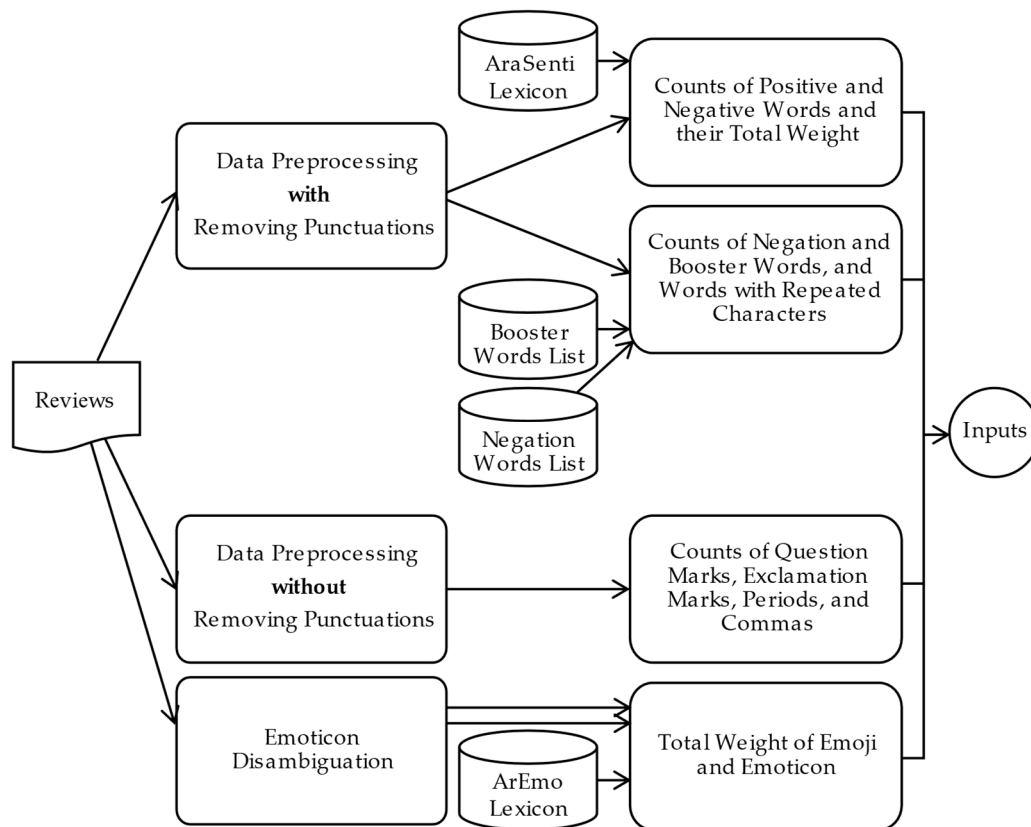 AraSenti
Lexicon
Counts of Positive and
Negative Words and
their Total Weight
Data Preprocessing
with
Removing Punctuations
Counts of Negation and
Booster Words, and
Words with Repeated
Characters
Booster
Words List
Reviews
Negation
Words List
Inputs
Data Preprocessing
without
Removing Punctuations
Counts of Question
Marks, Exclamation
Marks, Periods, and
Commas
Emoticon
Disambiguation
ArEmo
Lexicon
Total Weight of Emoji
and Emoticon